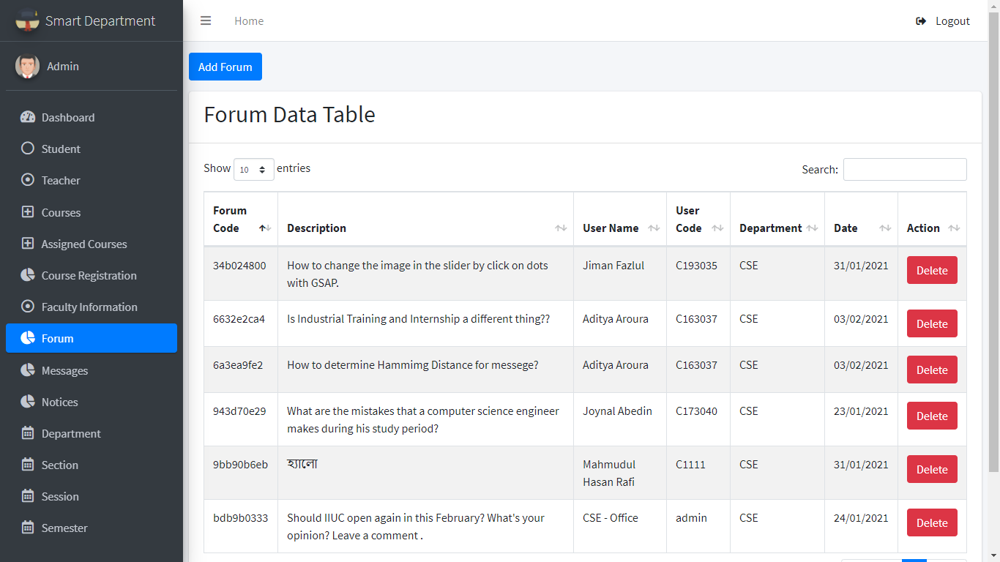 Smart Department
Home
Logout
Admin
Add Forum
Dashboard
Student
Teacher
Courses
Assigned Courses
Course Registration
Faculty Information
Forum
Messages
Notices
Department
Section
Session
Semester
Forum Data Table
Show 10 entries
Search:
Forum Code Description User Name User Code Department Date Action
34b024800 How to change the image in the slider by click on dots with GSAP. Jiman Fazlul C193035 CSE 31/01/2021 Delete
6632e2ca4 Is Industrial Training and Internship a different thing?? Aditya Aroura C163037 CSE 03/02/2021 Delete
6a3ea9fe2 How to determine Hammimg Distance for messege? Aditya Aroura C163037 CSE 03/02/2021 Delete
943d70e29 What are the mistakes that a computer science engineer makes during his study period? Joynal Abedin C173040 CSE 23/01/2021 Delete
9bb90b6eb হ্যালো Mahmudul Hasan Rafi C1111 CSE 31/01/2021 Delete
bdb9b0333 Should IIUC open again in this February? What's your opinion? Leave a comment . CSE - Office admin CSE 24/01/2021 Delete